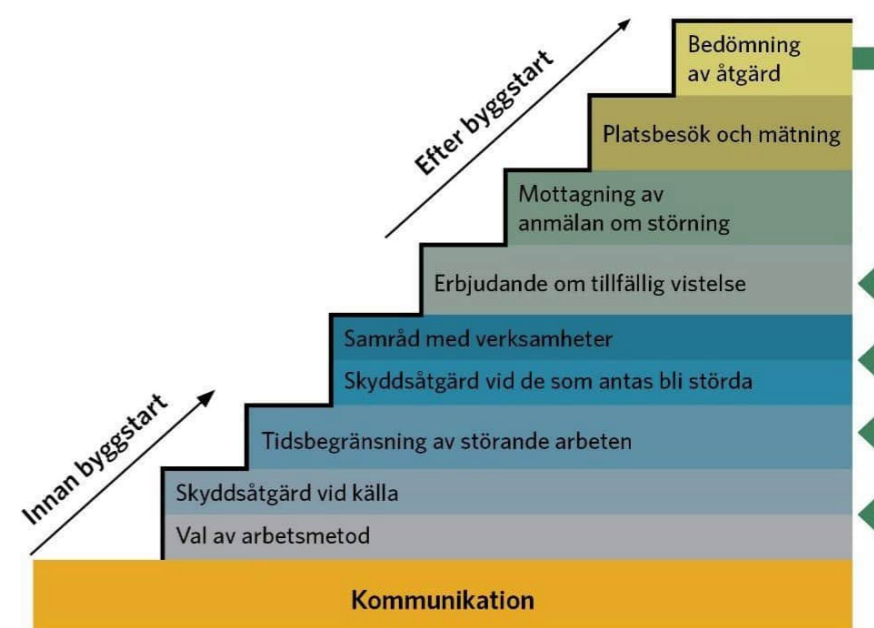 Bedömning
av åtgärd
Efter byggstart
Platsbesök och mätning
Mottagning av
anmälan om störning
Erbjudande om tillfällig vistelse
Samråd med verksamheter
Skyddsåtgärd vid de som antas bli störda
Innan byggstart
Tidsbegränsning av störande arbeten
Skyddsåtgärd vid källa
Val av arbetsmetod
Kommunikation